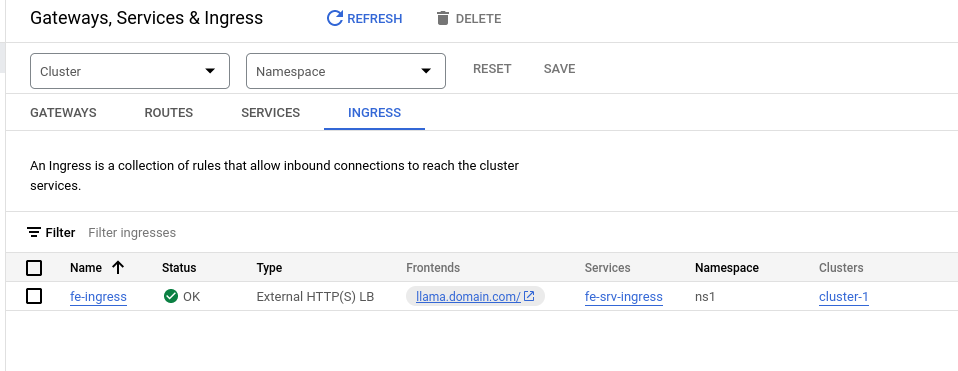 Gateways, Services & Ingress REFRESH DELETE
Cluster Namespace RESET SAVE
GATEWAYS ROUTES SERVICES INGRESS
An Ingress is a collection of rules that allow inbound connections to reach the cluster
services.
Filter Filter ingresses
Name Status Type Frontends Services Namespace Clusters
fe-ingress OK External HTTP(S) LB llama.domain.com/ fe-srv-ingress ns1 cluster-1